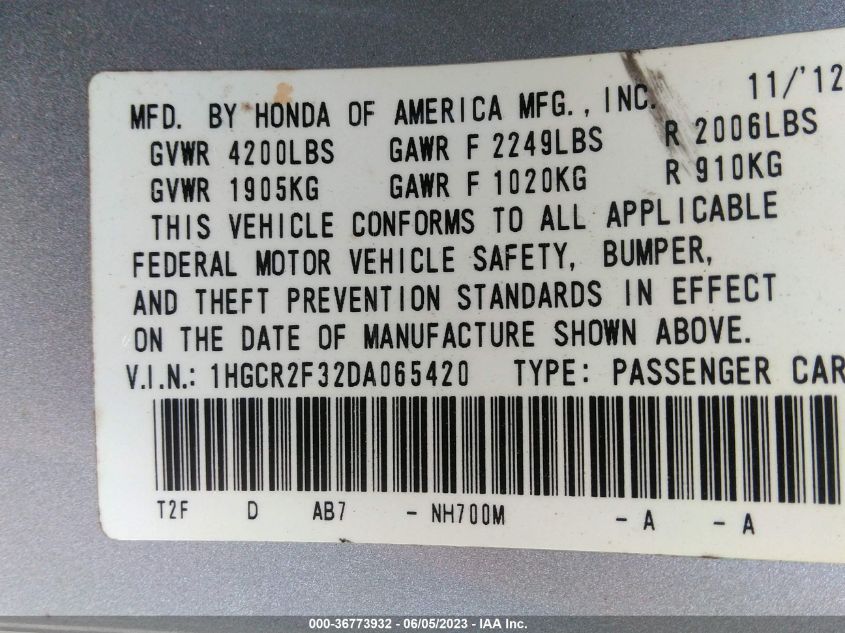 MFD. BY HONDA OF AMERICA MFG., INC. 11/'12
GVWR 4200LBS GAWR F 2249LBS R 2006LBS
GVWR 1905KG GAWR F 1020KG R 910KG
THIS VEHICLE CONFORMS TO ALL APPLICABLE
FEDERAL MOTOR VEHICLE SAFETY, BUMPER,
AND THEFT PREVENTION STANDARDS IN EFFECT
ON THE DATE OF MANUFACTURE SHOWN ABOVE.
V.I.N.: 1HGCR2F32DA065420 TYPE: PASSENGER CAR
T2F D AB7 - NH700M - A - A
000-36773932 - 06/05/2023 - IAA Inc.